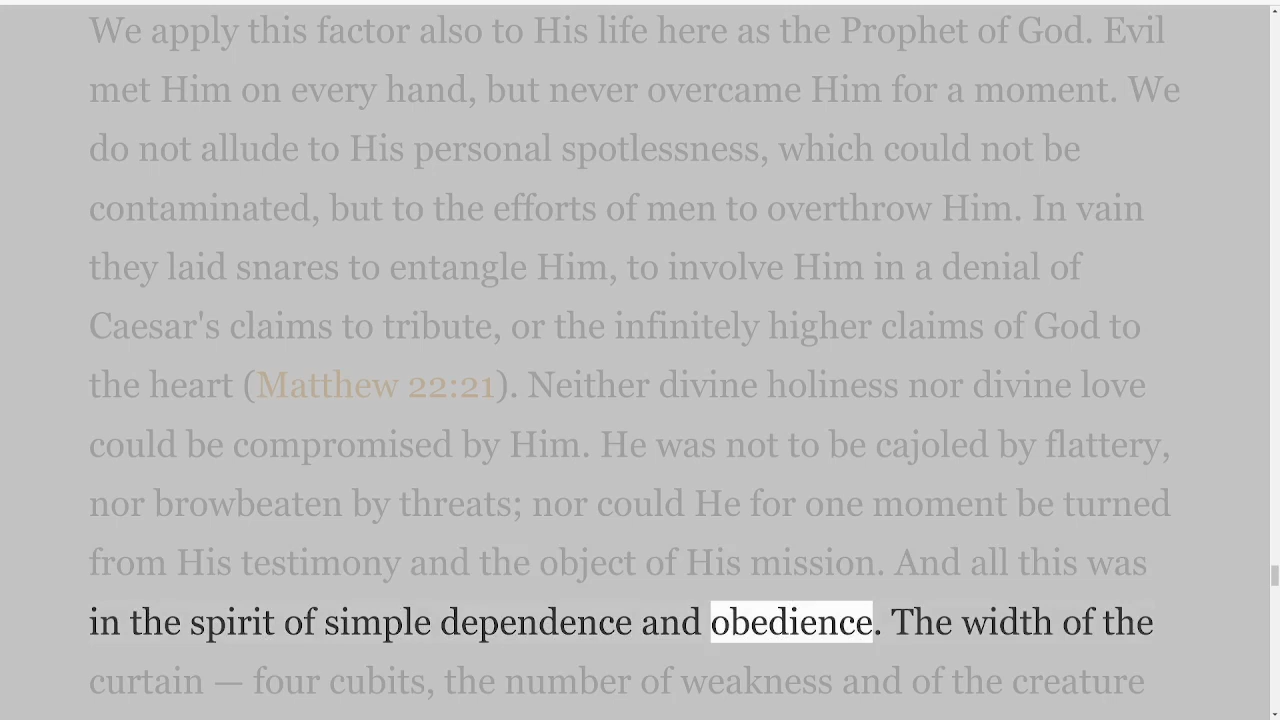 We apply this factor also to His life here as the Prophet of God. Evil
met Him on every hand, but never overcame Him for a moment. We
do not allude to His personal spotlessness, which could not be
contaminated, but to the efforts of men to overthrow Him. In vain
they laid snares to entangle Him, to involve Him in a denial of
Caesar's claims to tribute, or the infinitely higher claims of God to
the heart (Matthew 22:21). Neither divine holiness nor divine love
could be compromised by Him. He was not to be cajoled by flattery,
nor browbeaten by threats; nor could He for one moment be turned
from His testimony and the object of His mission. And all this was
in the spirit of simple dependence and obedience. The width of the
curtain — four cubits, the number of weakness and of the creature